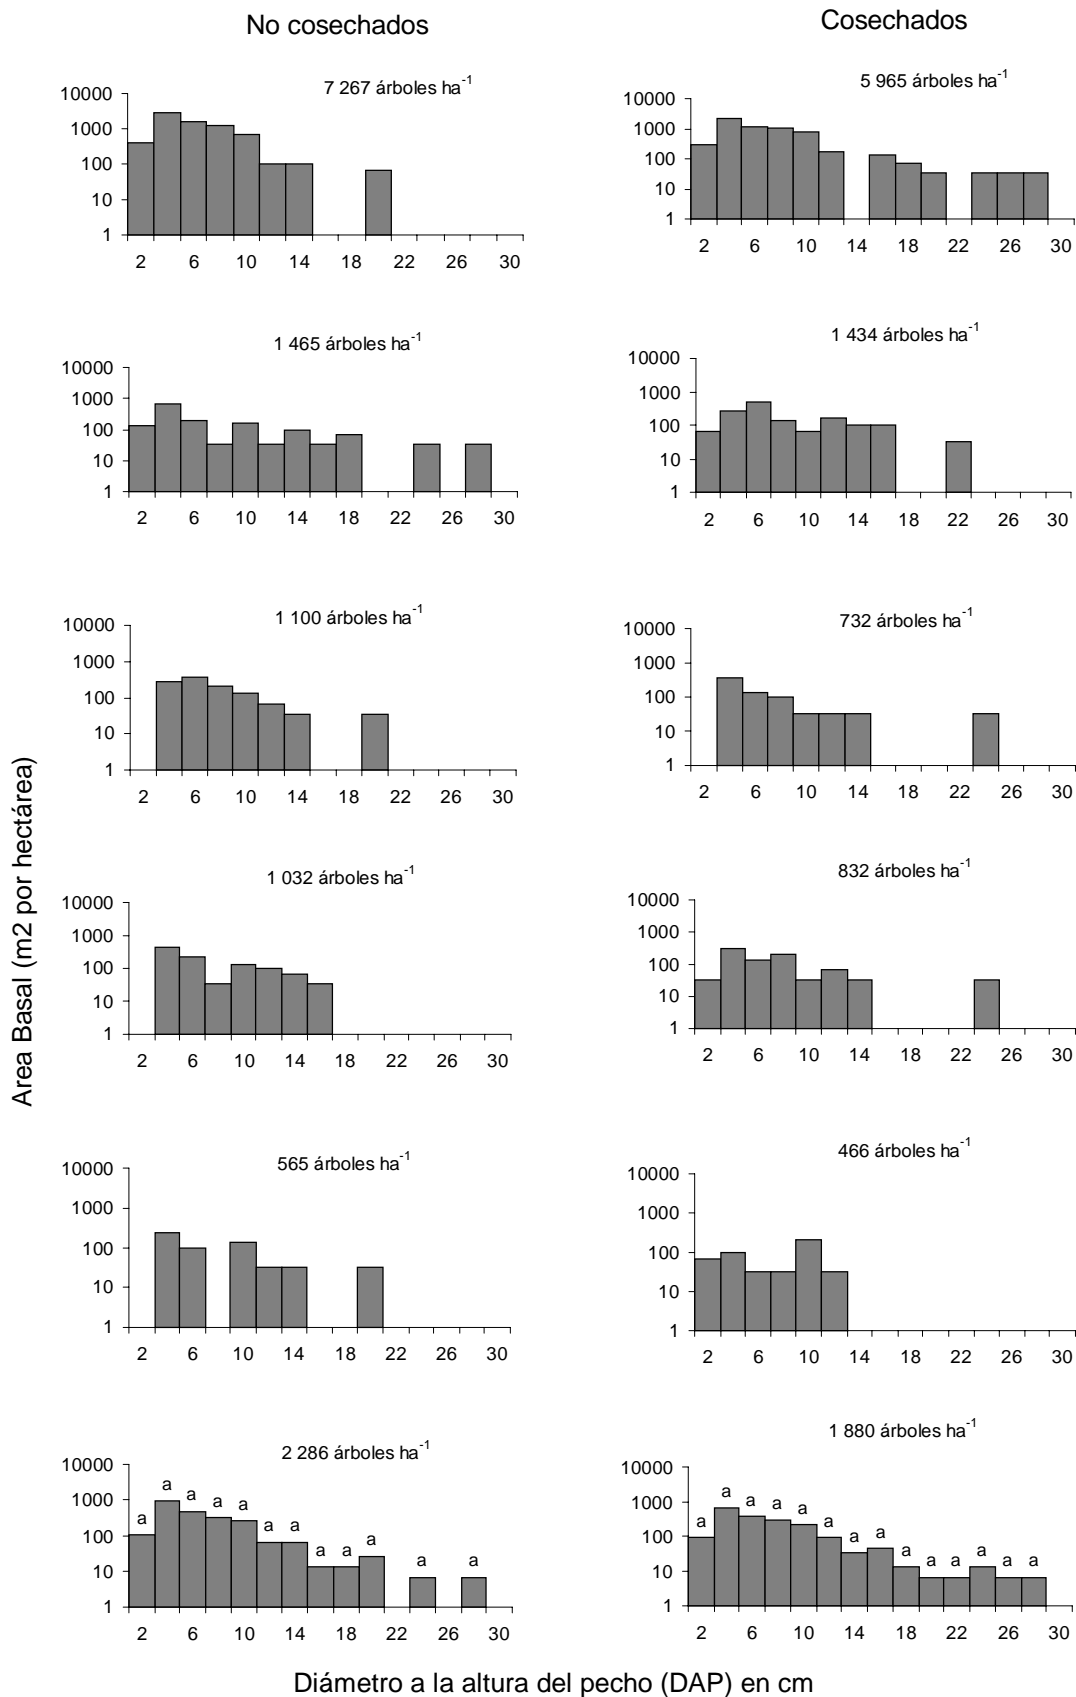 No cosechados
Cosechados
7 267 árboles ha-1
10000
1000
100
10
1
2 6 10 14 18 22 26 30
5 965 árboles ha-1
10000
1000
100
10
1
2 6 10 14 18 22 26 30
1 465 árboles ha-1
10000
1000
100
10
1
2 6 10 14 18 22 26 30
1 434 árboles ha-1
10000
1000
100
10
1
2 6 10 14 18 22 26 30
1 100 árboles ha-1
10000
1000
100
10
1
2 6 10 14 18 22 26 30
732 árboles ha-1
10000
1000
100
10
1
2 6 10 14 18 22 26 30
Area Basal (m2 por hectárea)
1 032 árboles ha-1
10000
1000
100
10
1
2 6 10 14 18 22 26 30
832 árboles ha-1
10000
1000
100
10
1
2 6 10 14 18 22 26 30
565 árboles ha-1
10000
1000
100
10
1
2 6 10 14 18 22 26 30
466 árboles ha-1
10000
1000
100
10
1
2 6 10 14 18 22 26 30
2 286 árboles ha-1
10000
1000
100
10
1
a a a a a a a a a a a a
2 6 10 14 18 22 26 30
1 880 árboles ha-1
10000
1000
100
10
1
a a a a a a a a a a a a a a
2 6 10 14 18 22 26 30
Diámetro a la altura del pecho (DAP) en cm